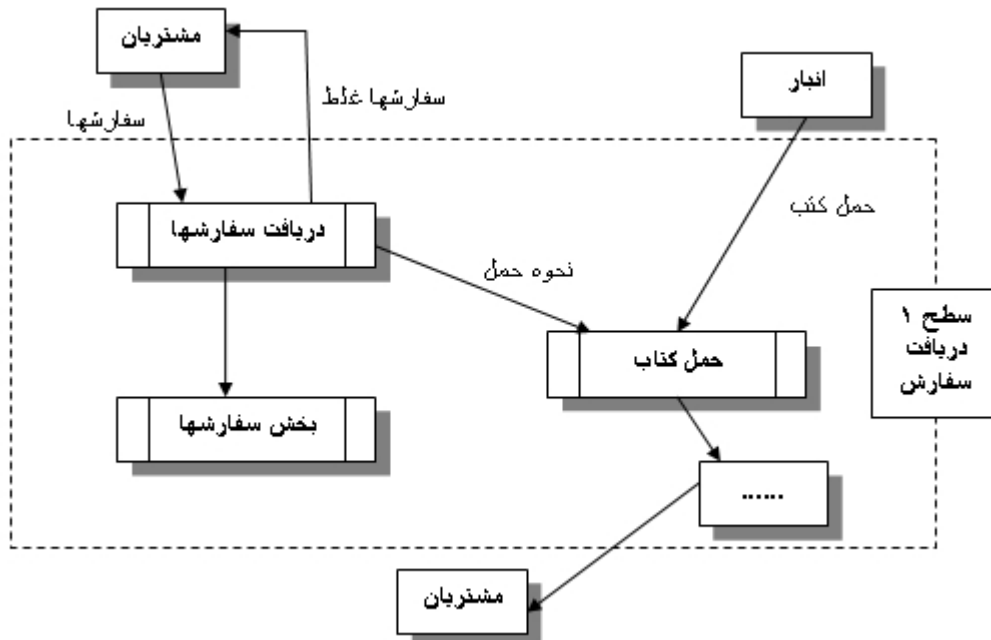 مشتریان
انبار
سفارشها غلط
سفارشها
حمل کتب
دریافت سفارشها
نحوه حمل
سطح ۱
دریافت
سفارش
حمل کتاب
بخش سفارشها
......
مشتریان